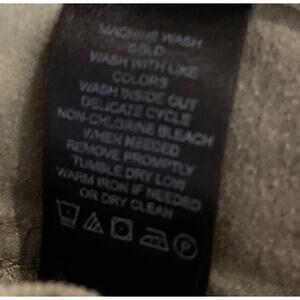 MACHINE WASH
COLD
WASH WITH LIKE
COLORS
WASH INSIDE OUT
DELICATE CYCLE
NON-CHLORINE BLEACH
WHEN NEEDED
REMOVE PROMPTLY
TUMBLE DRY LOW
WARM IRON IF NEEDED
OR DRY CLEAN
P